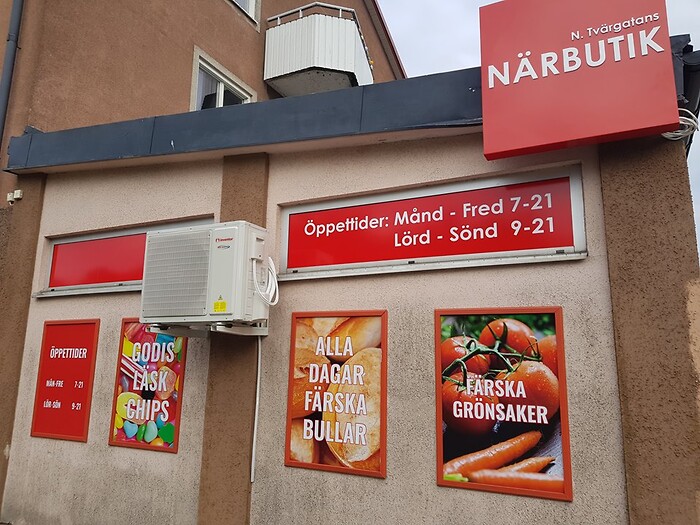 N. Tvärgatans
NÄRBUTIK
Öppettider: Månd - Fred 7-21
Lörd - Sönd 9-21
ÖPPETTIDER
MÅN-FRE 7-21
LÖR-SÖN 9-21
GODIS
LÄSK
CHIPS
ALLA
DAGAR
FÄRSKA
BULLAR
FÄRSKA
GRÖNSAKER